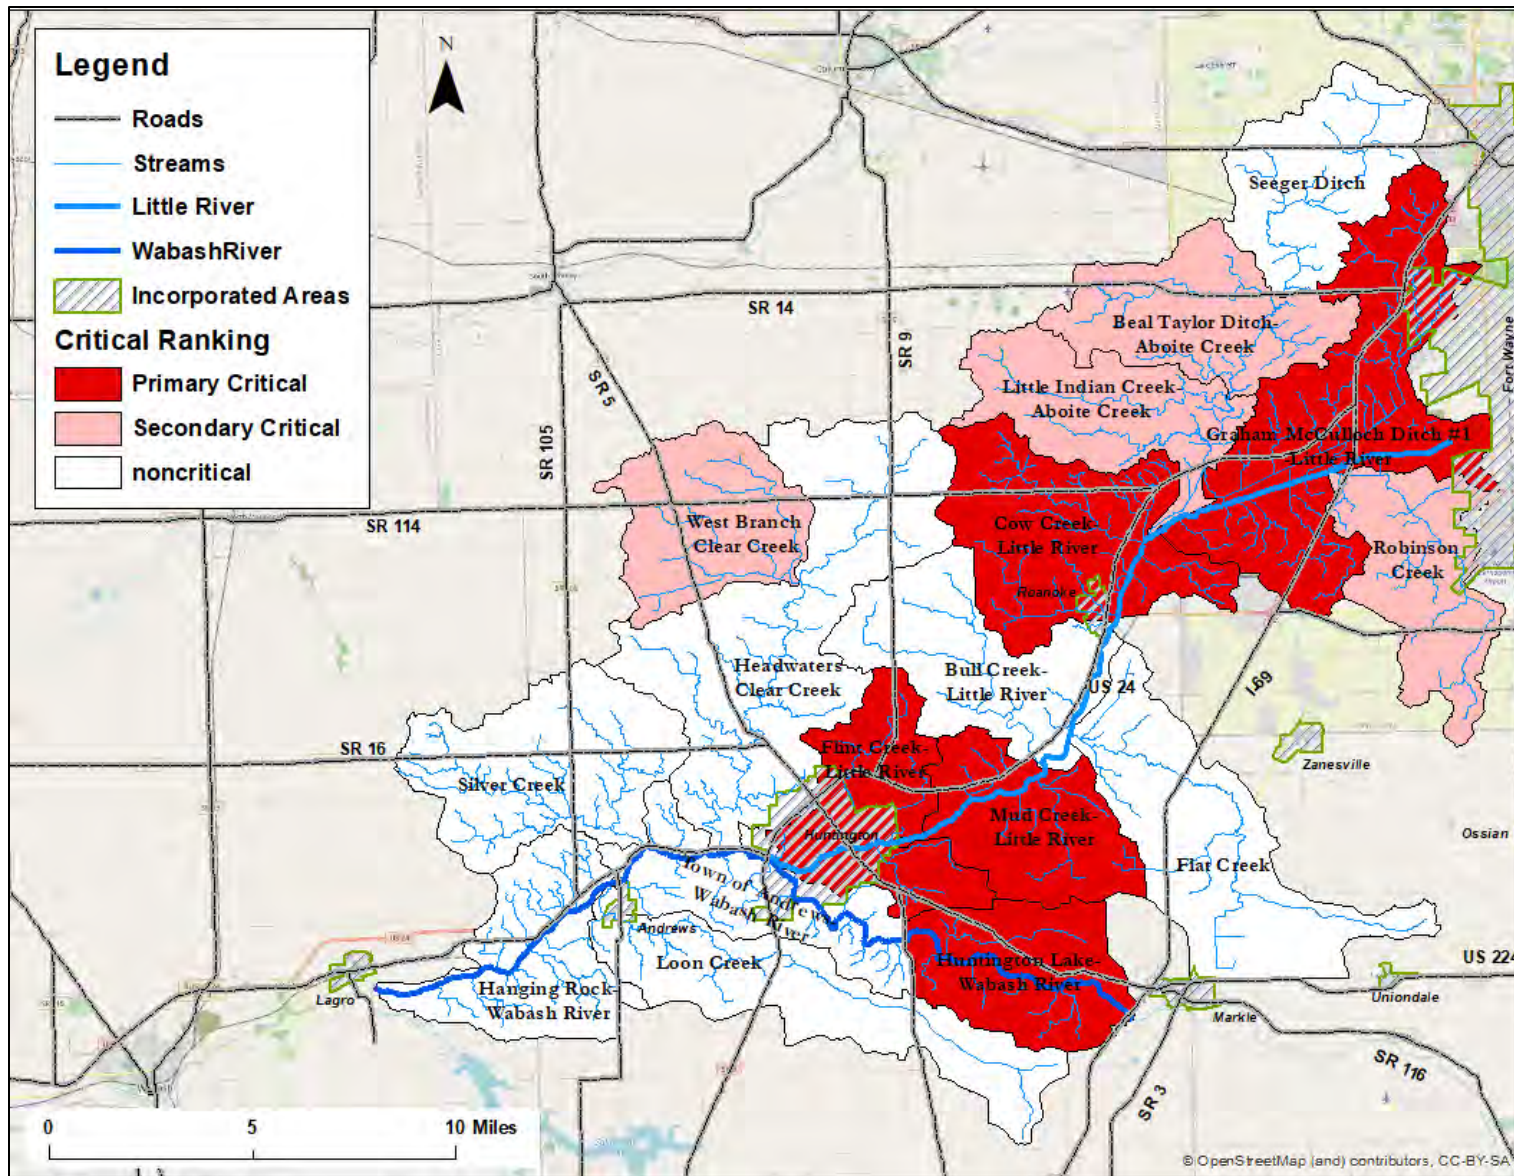 Legend
Roads
Streams
Little River
WabashRiver
Incorporated Areas
Critical Ranking
Primary Critical
Secondary Critical
noncritical
N
Seeger Ditch
SR 14
SR 9
SR 5
SR 105
SR 114
Beal Taylor Ditch-
Aboite Creek
Little Indian Creek-
Aboite Creek
Fort Wayne
Graham McCulloch Ditch #1
Little River
West Branch
Clear Creek
Cow Creek-
Little River
Roanoke
Robinson
Creek
Headwaters
Clear Creek
Bull Creek-
Little River
US 24
I 69
SR 16
Flint Creek-
Little River
Zanesville
Silver Creek
Huntington
Mud Creek-
Little River
Ossian
Flat Creek
Town of Andrews-
Wabash River
Andrews
Loon Creek
Huntington Lake-
Wabash River
US 224
Lagro
Hanging Rock-
Wabash River
Uniondale
Markle
SR 116
SR 3
0 5 10 Miles
© OpenStreetMap (and) contributors, CC-BY-SA